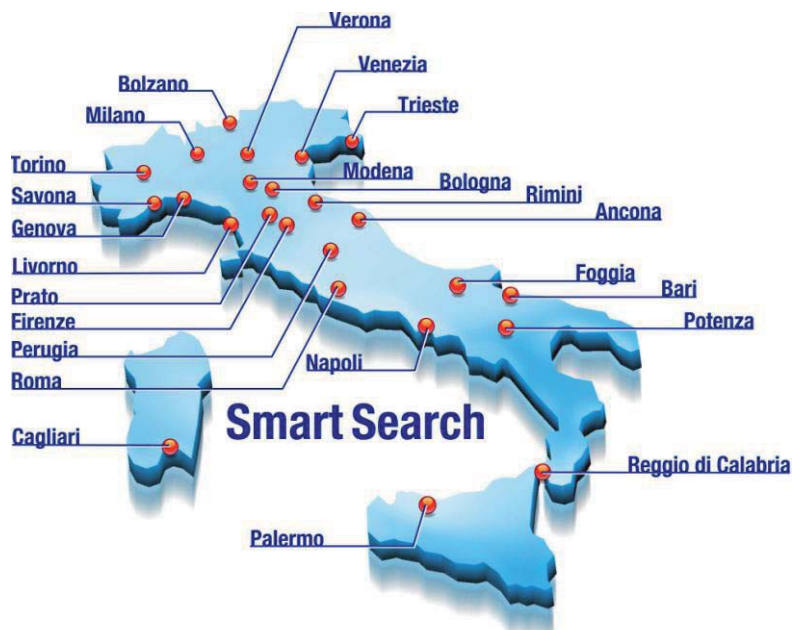 Verona
Venezia
Bolzano
Trieste
Milano
Torino
Modena
Bologna
Savona
Rimini
Genova
Ancona
Livorno
Foggia
Prato
Bari
Firenze
Potenza
Perugia
Napoli
Roma
Smart Search
Cagliari
Reggio di Calabria
Palermo